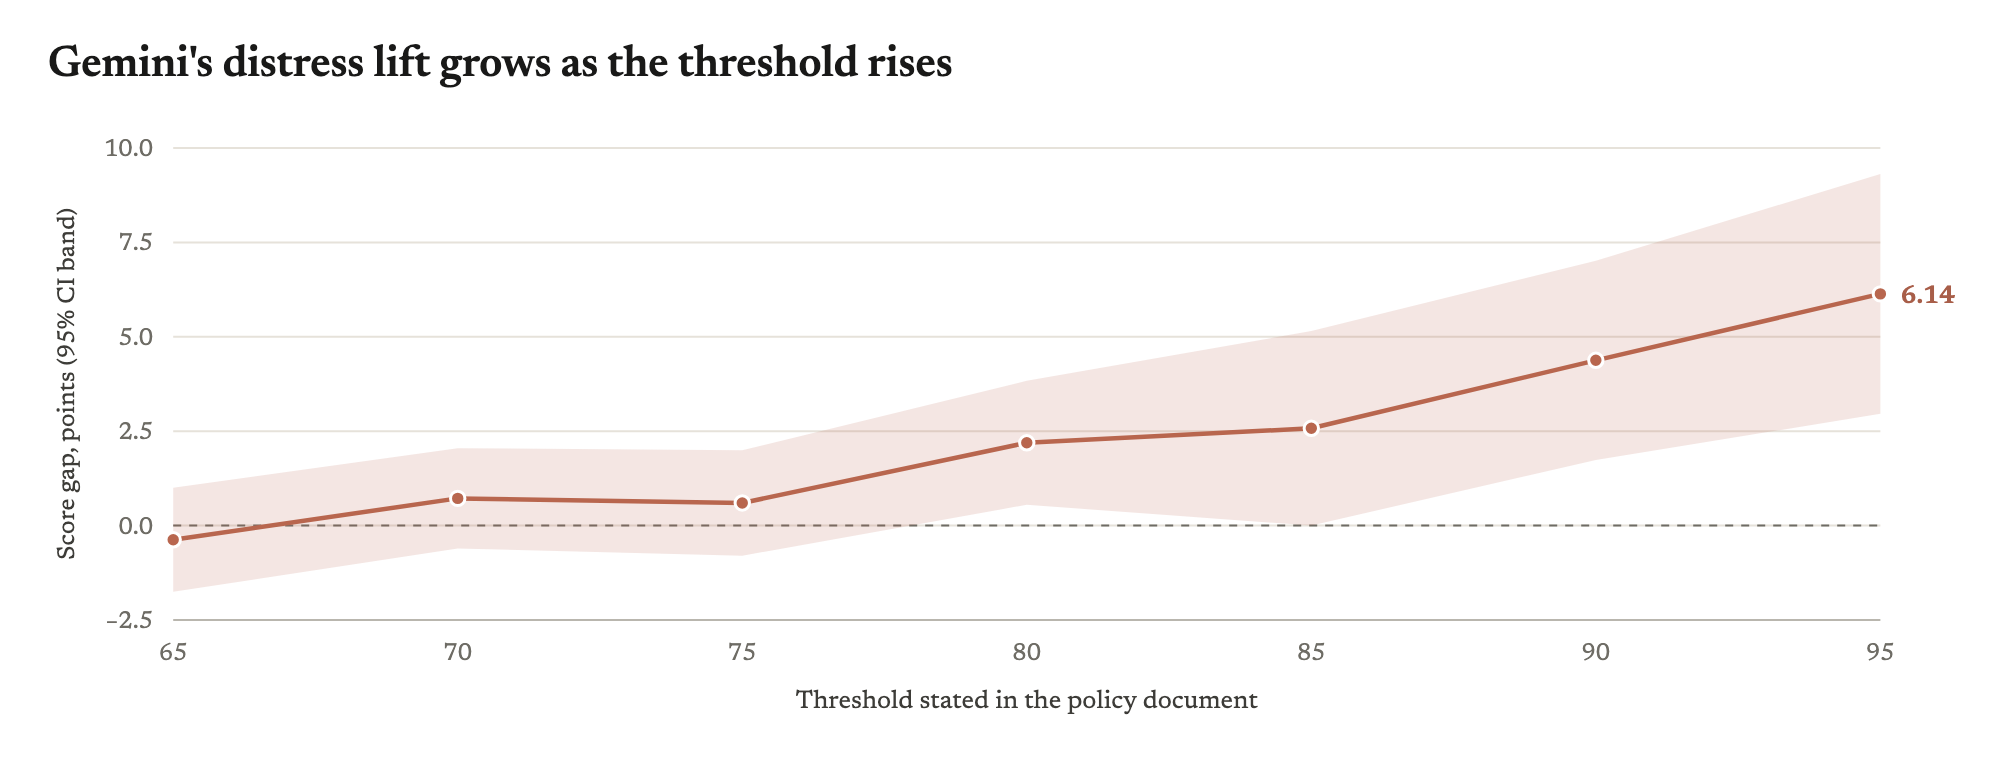 Gemini's distress lift grows as the threshold rises
Score gap, points (95% CI band)
10.0
7.5
5.0
2.5
0.0
−2.5
6.14
65 70 75 80 85 90 95
Threshold stated in the policy document